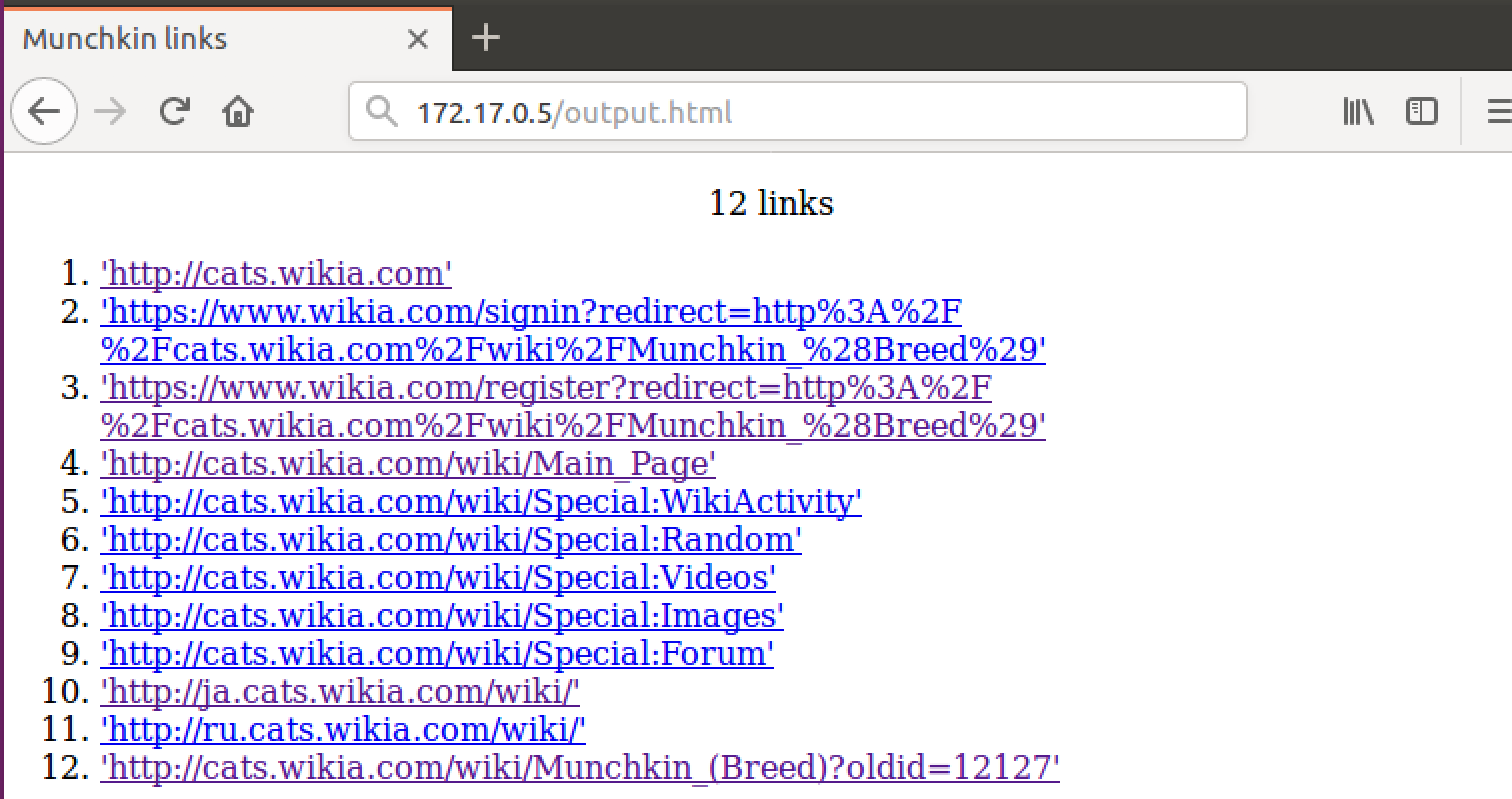 Munchkin links
172.17.0.5/output.html
12 links
1. 'http://cats.wikia.com'
2. 'https://www.wikia.com/signin?redirect=http%3A%2F
%2Fcats.wikia.com%2Fwiki%2FMunchkin_%28Breed%29'
3. 'https://www.wikia.com/register?redirect=http%3A%2F
%2Fcats.wikia.com%2Fwiki%2FMunchkin_%28Breed%29'
4. 'http://cats.wikia.com/wiki/Main_Page'
5. 'http://cats.wikia.com/wiki/Special:WikiActivity'
6. 'http://cats.wikia.com/wiki/Special:Random'
7. 'http://cats.wikia.com/wiki/Special:Videos'
8. 'http://cats.wikia.com/wiki/Special:Images'
9. 'http://cats.wikia.com/wiki/Special:Forum'
10. 'http://ja.cats.wikia.com/wiki/'
11. 'http://ru.cats.wikia.com/wiki/'
12. 'http://cats.wikia.com/wiki/Munchkin_(Breed)?oldid=12127'